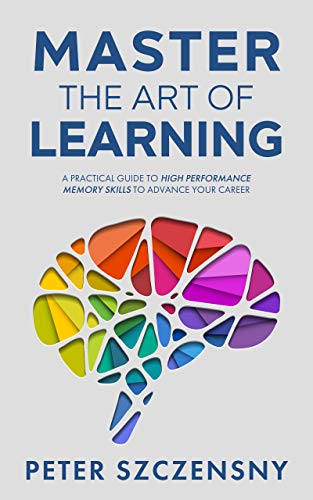 MASTER
THE ART OF
LEARNING
A PRACTICAL GUIDE TO HIGH PERFORMANCE
MEMORY SKILLS TO ADVANCE YOUR CAREER
PETER SZCZENSNY